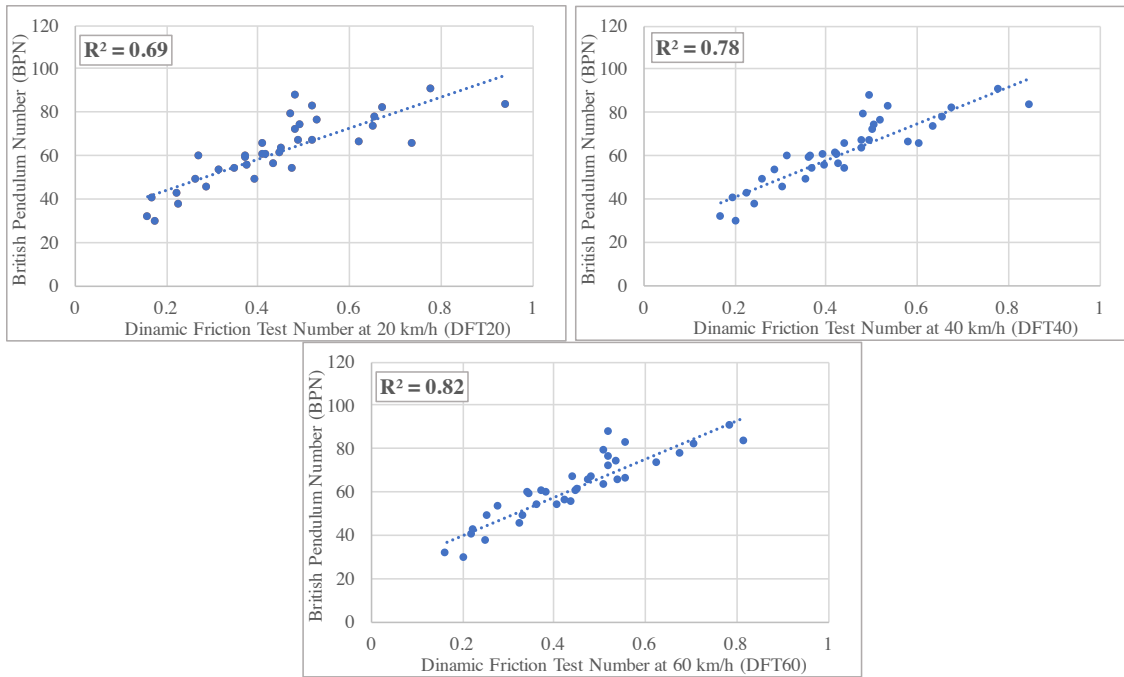 R² = 0.69
British Pendulum Number (BPN)
120
100
80
60
40
20
0
0 0.2 0.4 0.6 0.8 1
Dinamic Friction Test Number at 20 km/h (DFT20)
R² = 0.78
British Pendulum Number (BPN)
120
100
80
60
40
20
0
0 0.2 0.4 0.6 0.8 1
Dinamic Friction Test Number at 40 km/h (DFT40)
R² = 0.82
British Pendulum Number (BPN)
120
100
80
60
40
20
0
0 0.2 0.4 0.6 0.8 1
Dinamic Friction Test Number at 60 km/h (DFT60)